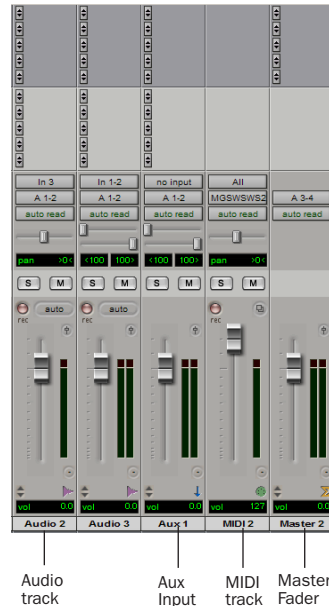 In 3 In 1-2 no input All
A 1-2 A 1-2 A 1-2 MGSWSWS2 A 3-4
auto read auto read auto read auto read auto read
pan >0< <100 100> <100 100> pan >0<
S M S M S M S M
auto auto
rec rec rec
vol 0.0 vol 0.0 vol 0.0 vol 127 vol 0.0
Audio 2 Audio 3 Aux 1 MIDI 2 Master 2
Audio Aux MIDI Master
track Input track Fader